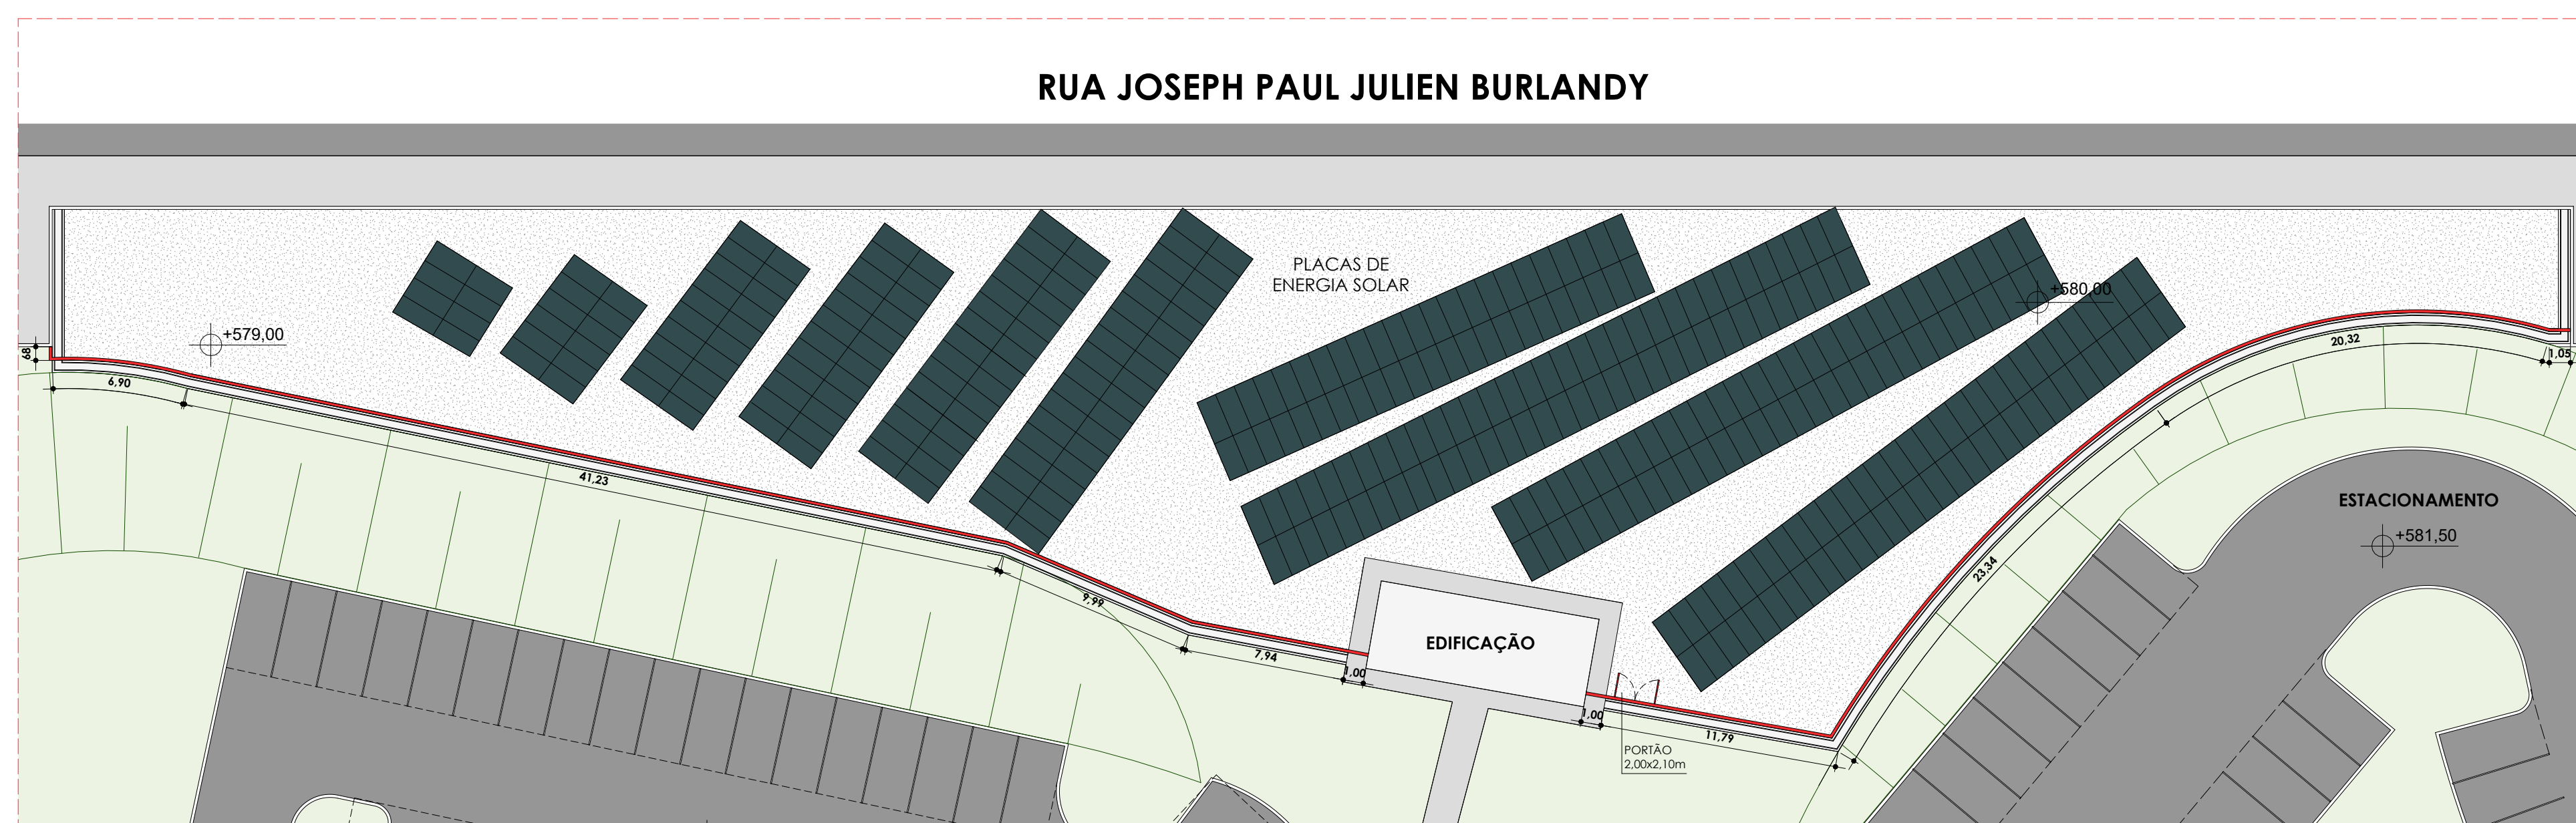 RUA JOSEPH PAUL JULIEN BURLANDY
PLACAS DE
ENERGIA SOLAR
+580,00
+579,00
68
6,90
20,32
1,05
41,23
ESTACIONAMENTO
+581,50
23,34
9,99
EDIFICAÇÃO
7,94
1,00
1,00
11,79
PORTÃO
2,00x2,10m